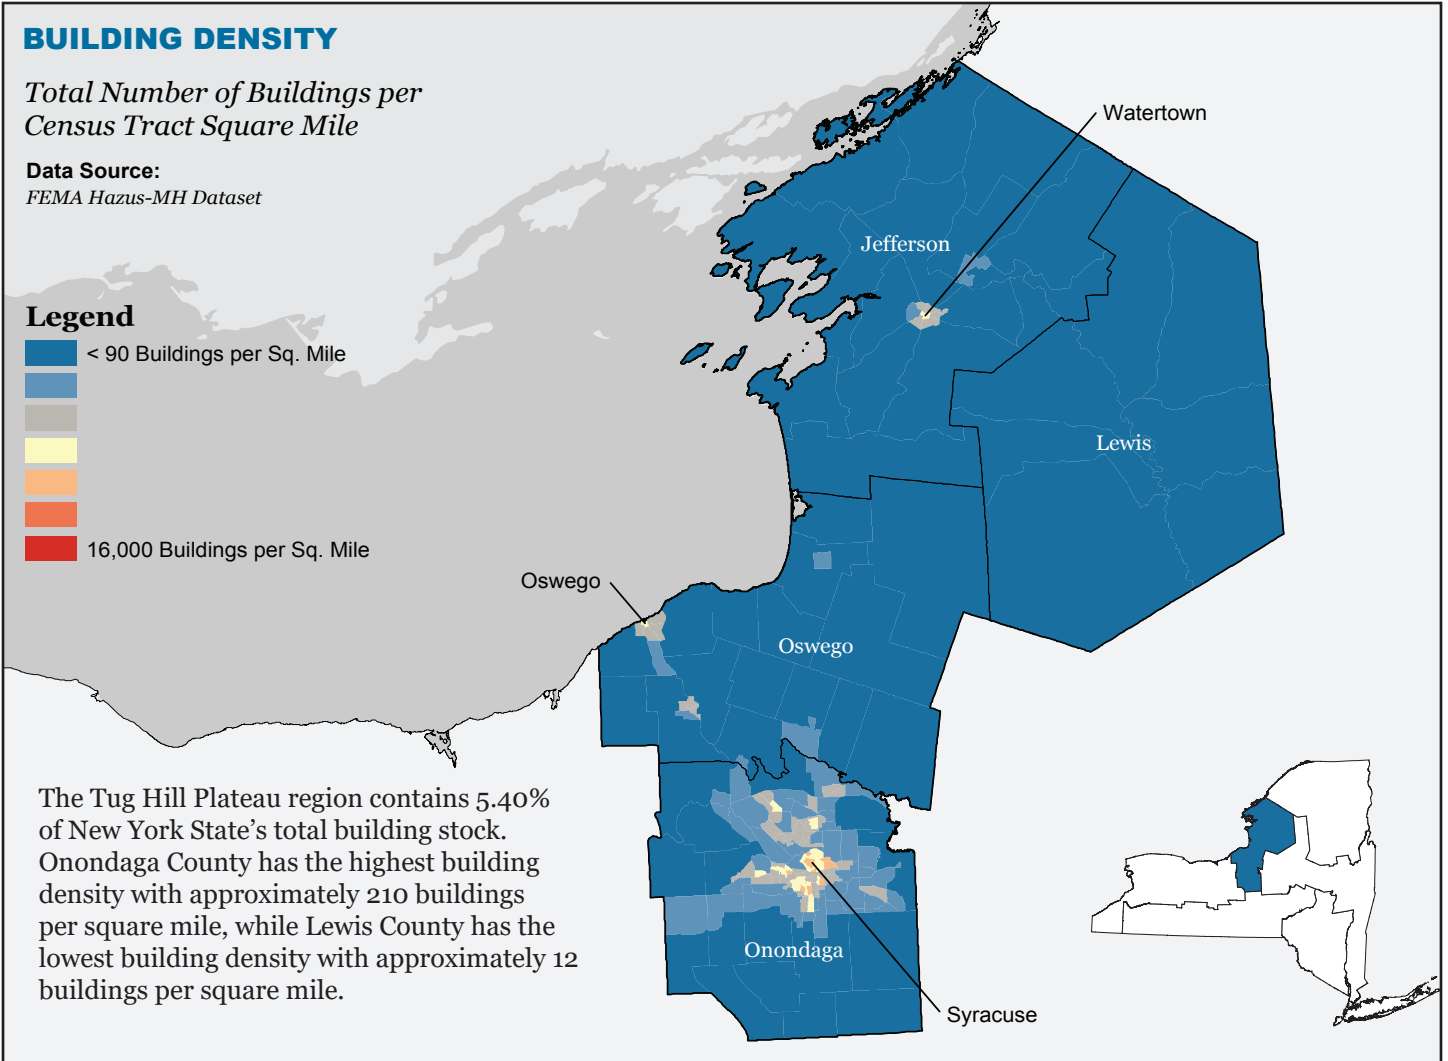 BUILDING DENSITY
Total Number of Buildings per
Census Tract Square Mile
Data Source:
FEMA Hazus-MH Dataset
Watertown
Jefferson
Legend
< 90 Buildings per Sq. Mile
16,000 Buildings per Sq. Mile
Lewis
Oswego
Oswego
The Tug Hill Plateau region contains 5.40%
of New York State’s total building stock.
Onondaga County has the highest building
density with approximately 210 buildings
per square mile, while Lewis County has the
lowest building density with approximately 12
buildings per square mile.
Onondaga
Syracuse